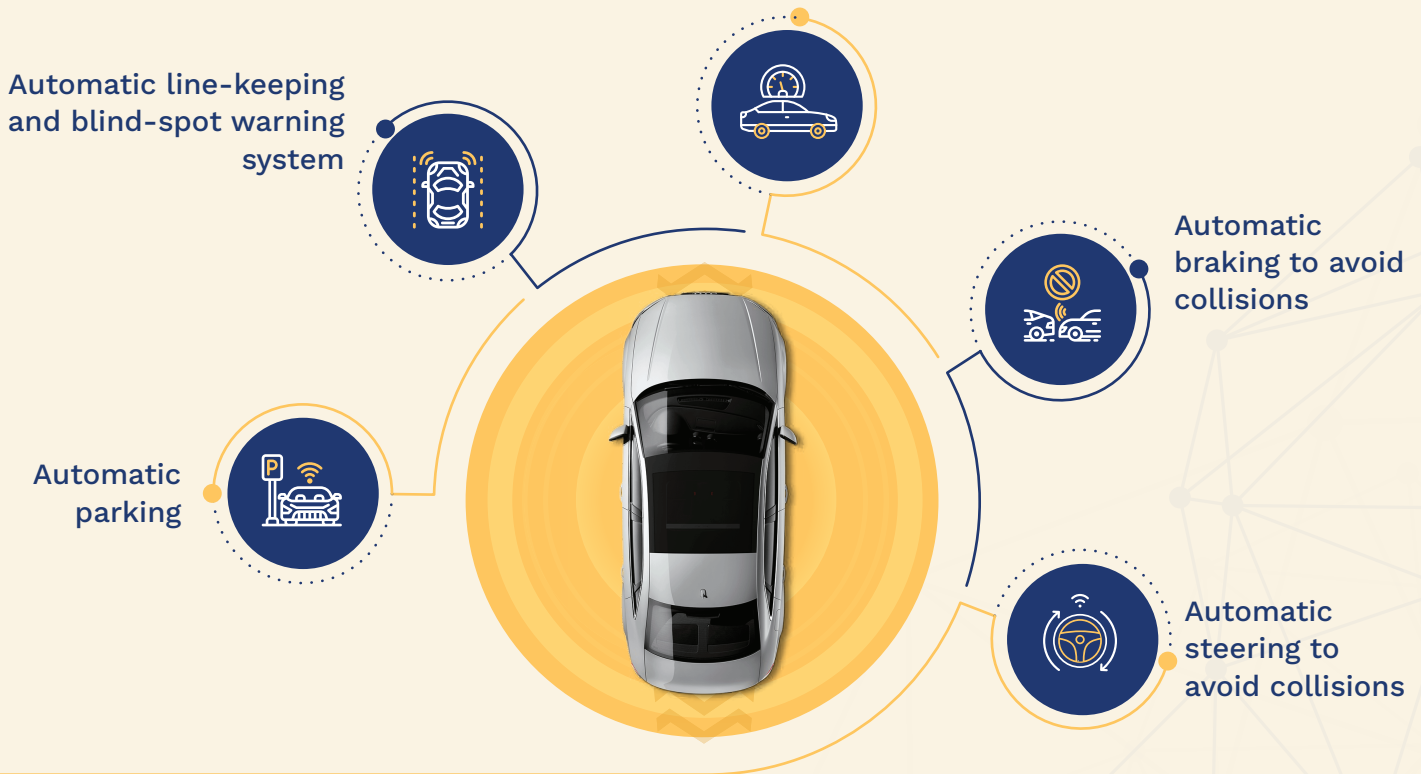 Automatic line-keeping
and blind-spot warning
system
Automatic
braking to avoid
collisions
Automatic
parking
P
Automatic
steering to
avoid collisions